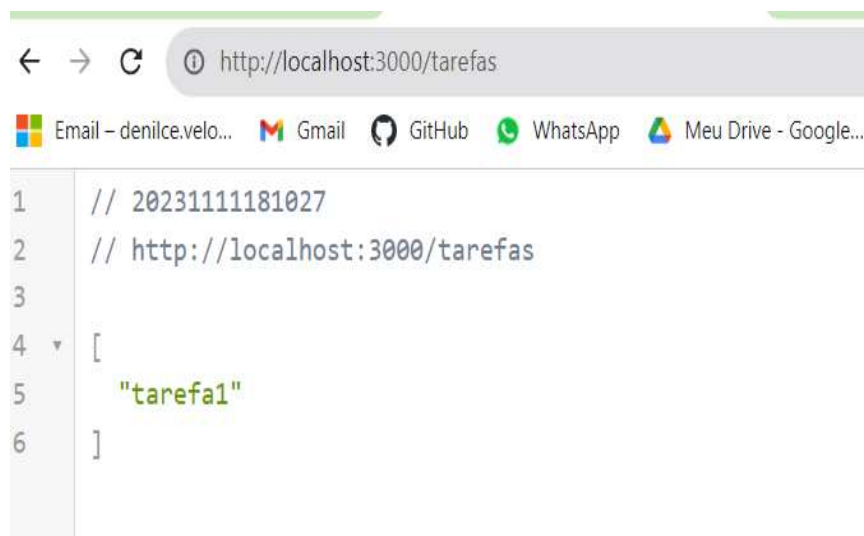 http://localhost:3000/tarefas
Email – denilce.velo... Gmail GitHub WhatsApp Meu Drive - Google...
1 // 20231111181027
2 // http://localhost:3000/tarefas
3
4 [
5 "tarefa1"
6 ]